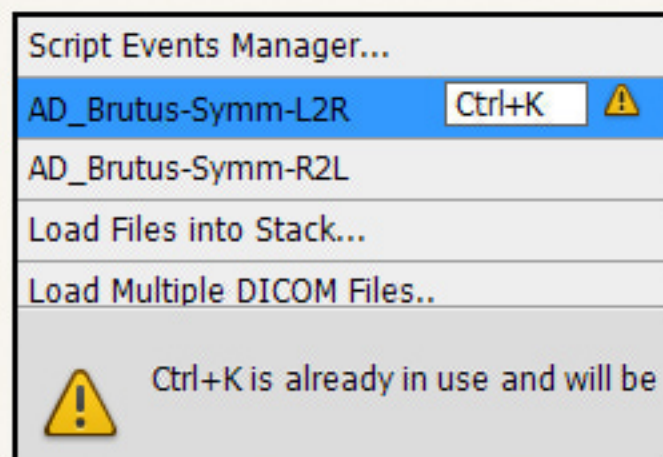 Script Events Manager...
AD_Brutus-Symm-L2R Ctrl+K
AD_Brutus-Symm-R2L
Load Files into Stack...
Load Multiple DICOM Files..
Ctrl+K is already in use and will be